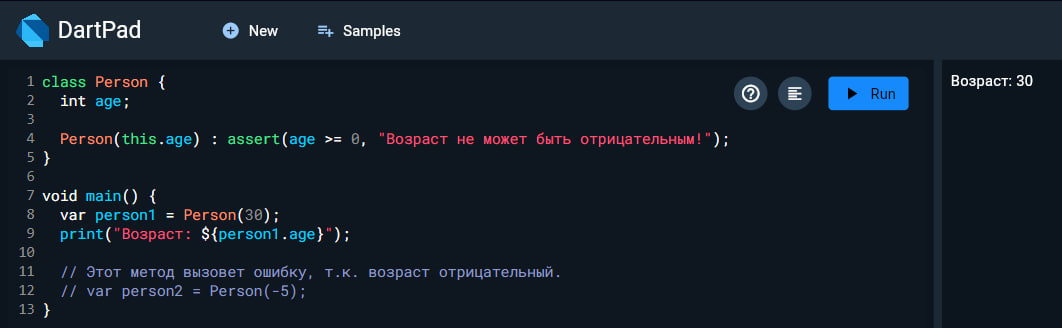 DartPad
New
Samples
1 class Person {
2   int age;
3
4   Person(this.age) : assert(age >= 0, "Возраст не может быть отрицательным!");
5 }
6
7 void main() {
8   var person1 = Person(30);
9   print("Возраст: ${person1.age}");
10
11   // Этот метод вызовет ошибку, т.к. возраст отрицательный.
12   // var person2 = Person(-5);
13 }
Run
Возраст: 30